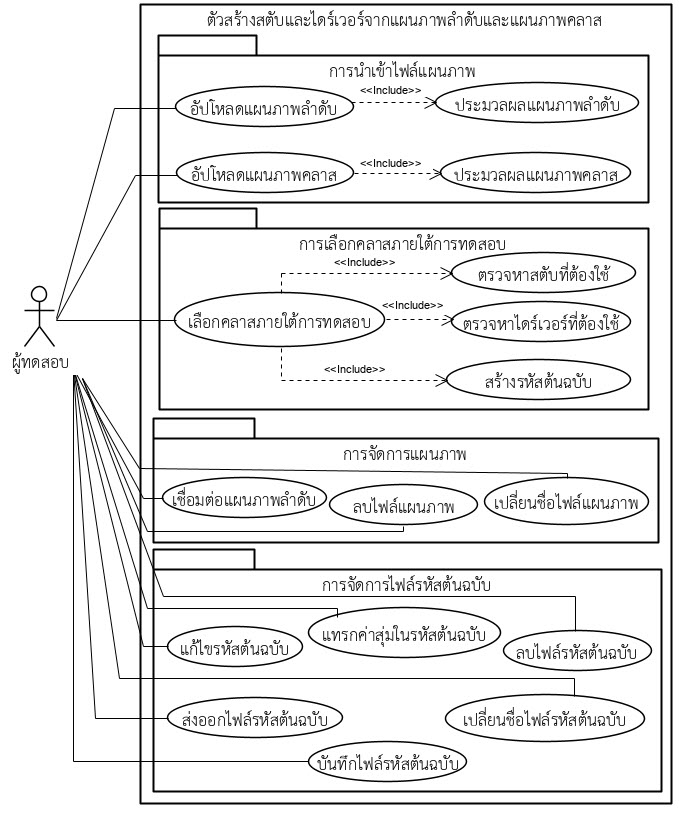 ตัวสร้างสตับและไดร์เวอร์จากแผนภาพลำดับและแผนภาพคลาส
การนำเข้าไฟล์แผนภาพ
อัปโหลดแผนภาพลำดับ
<<Include>>
ประมวลผลแผนภาพลำดับ
อัปโหลดแผนภาพคลาส
<<Include>>
ประมวลผลแผนภาพคลาส
การเลือกคลาสภายใต้การทดสอบ
<<Include>>
ตรวจหาสตับที่ต้องใช้
เลือกคลาสภายใต้การทดสอบ
<<Include>>
ตรวจหาไดร์เวอร์ที่ต้องใช้
<<Include>>
สร้างรหัสต้นฉบับ
ผู้ทดสอบ
การจัดการแผนภาพ
เชื่อมต่อแผนภาพลำดับ
ลบไฟล์แผนภาพ
เปลี่ยนชื่อไฟล์แผนภาพ
การจัดการไฟล์รหัสต้นฉบับ
แก้ไขรหัสต้นฉบับ
แทรกค่าสุ่มในรหัสต้นฉบับ
ลบไฟล์รหัสต้นฉบับ
ส่งออกไฟล์รหัสต้นฉบับ
เปลี่ยนชื่อไฟล์รหัสต้นฉบับ
บันทึกไฟล์รหัสต้นฉบับ